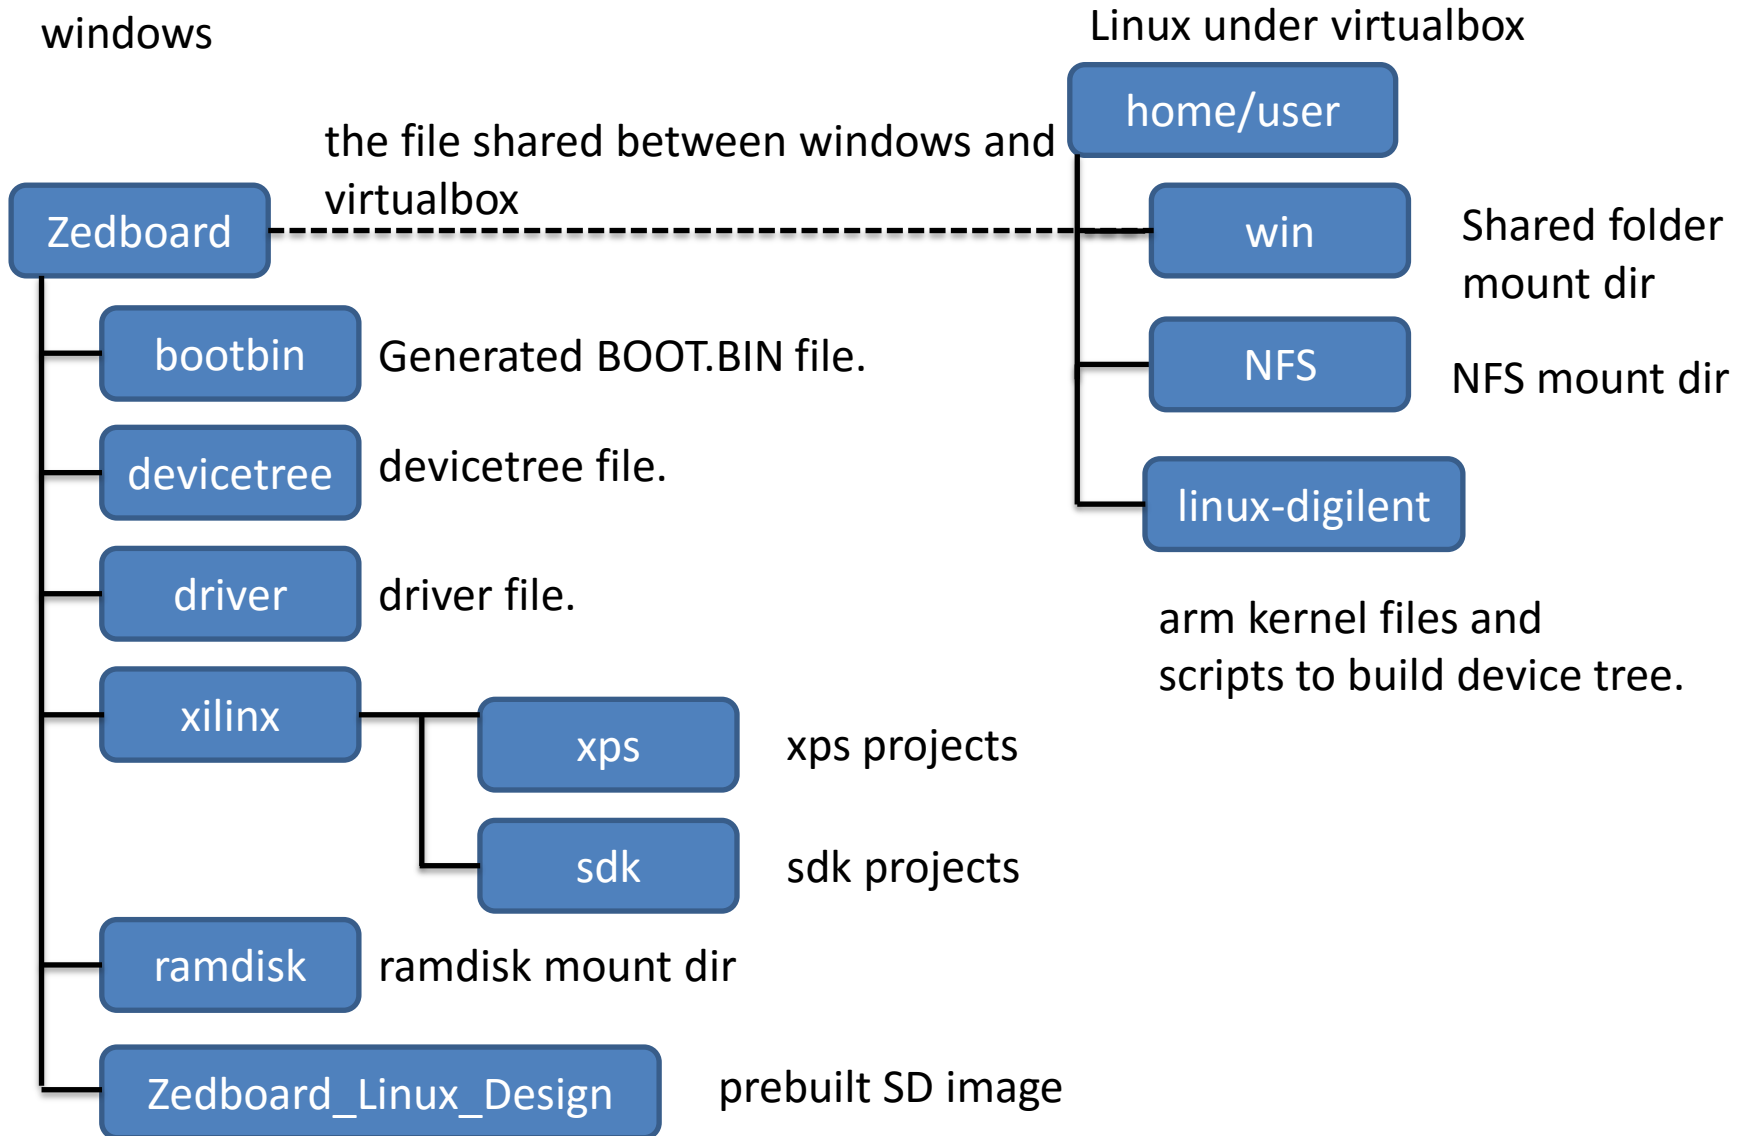 windows
Linux under virtualbox
home/user
the file shared between windows and
virtualbox
Zedboard
win
Shared folder
mount dir
bootbin
Generated BOOT.BIN file.
NFS
NFS mount dir
devicetree
devicetree file.
linux-digilent
driver
driver file.
arm kernel files and
scripts to build device tree.
xilinx
xps
xps projects
sdk
sdk projects
ramdisk
ramdisk mount dir
Zedboard_Linux_Design
prebuilt SD image